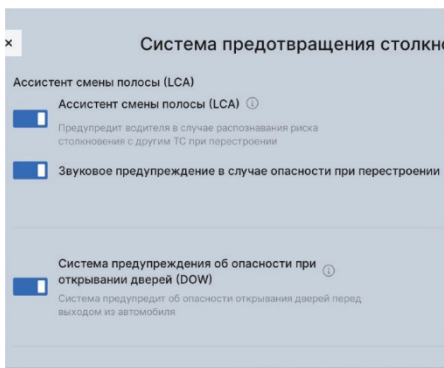 ×
Система предотвращения столкно
Ассистент смены полосы (LCA)
Ассистент смены полосы (LCA)
Предупредит водителя в случае распознавания риска
столкновения с другим ТС при перестроении
Звуковое предупреждение в случае опасности при перестроении
Система предупреждения об опасности при
открывании дверей (DOW)
Система предупредит об опасности открывания дверей перед
выходом из автомобиля